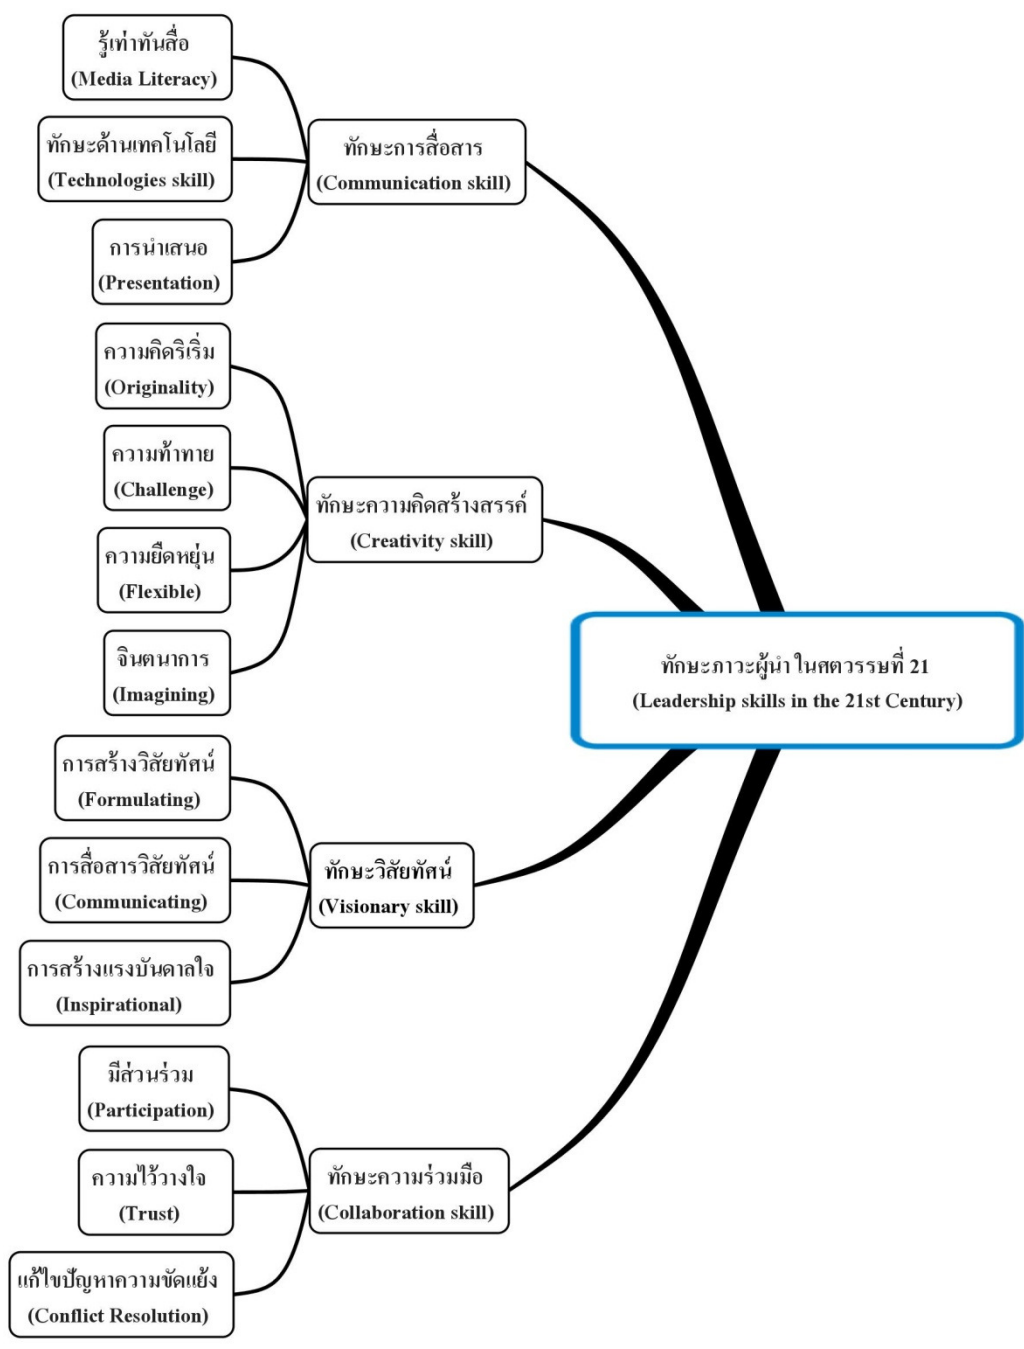 รู้เท่าทันสื่อ
(Media Literacy)
ทักษะด้านเทคโนโลยี
(Technologies skill)
การนำเสนอ
(Presentation)
ทักษะการสื่อสาร
(Communication skill)
ความคิดริเริ่ม
(Originality)
ความท้าทาย
(Challenge)
ความยืดหยุ่น
(Flexible)
จินตนาการ
(Imagining)
ทักษะความคิดสร้างสรรค์
(Creativity skill)
ทักษะภาวะผู้นำ ในศตวรรษที่ 21
(Leadership skills in the 21st Century)
การสร้างวิสัยทัศน์
(Formulating)
การสื่อสารวิสัยทัศน์
(Communicating)
การสร้างแรงบันดาลใจ
(Inspirational)
ทักษะวิสัยทัศน์
(Visionary skill)
มีส่วนร่วม
(Participation)
ความไว้วางใจ
(Trust)
แก้ไขปัญหาความขัดแย้ง
(Conflict Resolution)
ทักษะความร่วมมือ
(Collaboration skill)